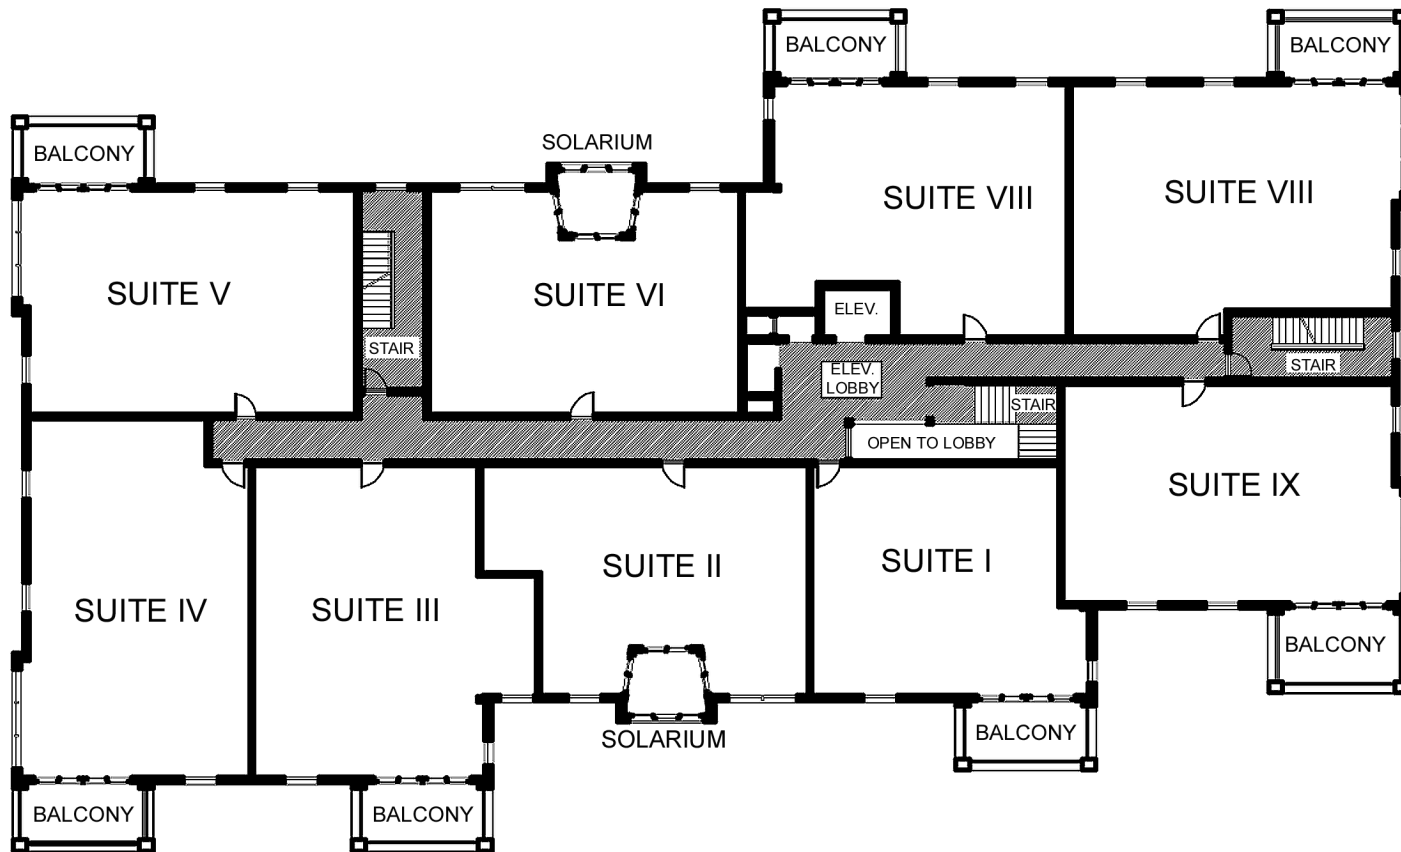 BALCONY
BALCONY
BALCONY
SOLARIUM
SUITE VIII
SUITE VIII
SUITE V
SUITE VI
ELEV.
STAIR
ELEV.
LOBBY
STAIR
STAIR
OPEN TO LOBBY
SUITE IX
SUITE IV
SUITE III
SUITE II
SUITE I
BALCONY
SOLARIUM
BALCONY
BALCONY
BALCONY